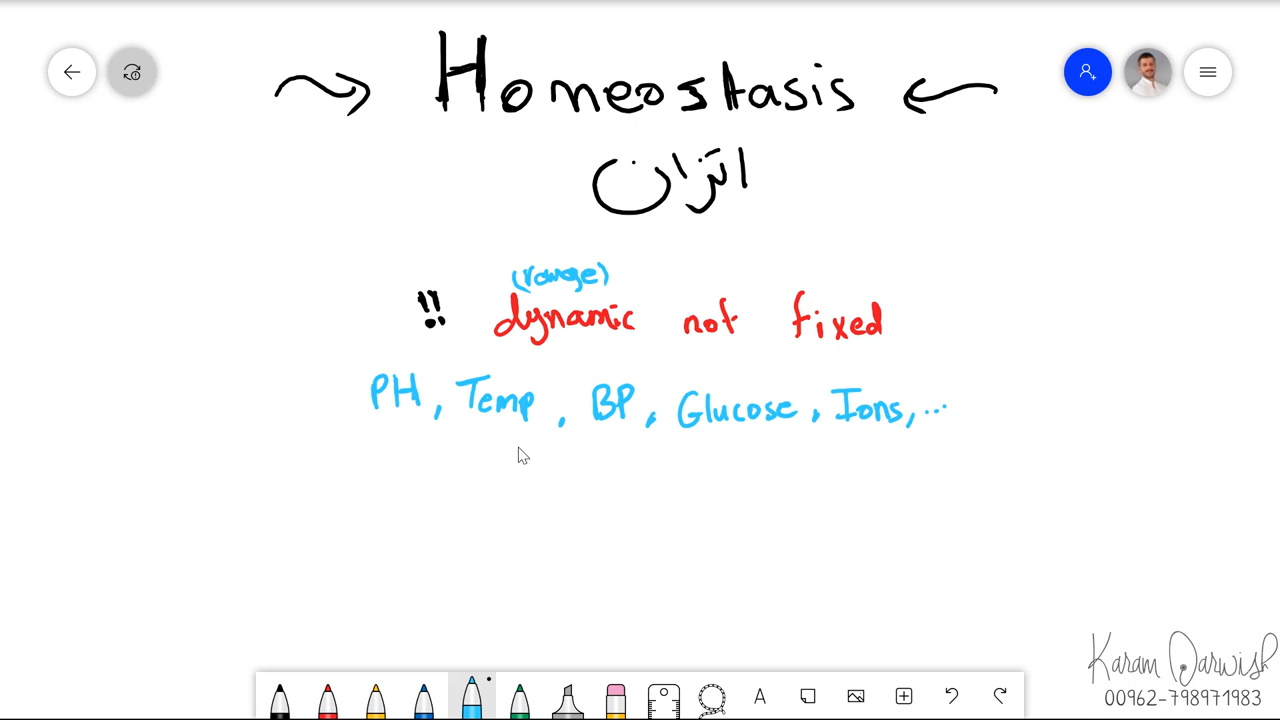 Homeostasis
اتزان
(range)
!! dynamic not fixed
PH, Temp, BP, Glucose, Ions, ...
A
Karam Darwish
00962-798971983